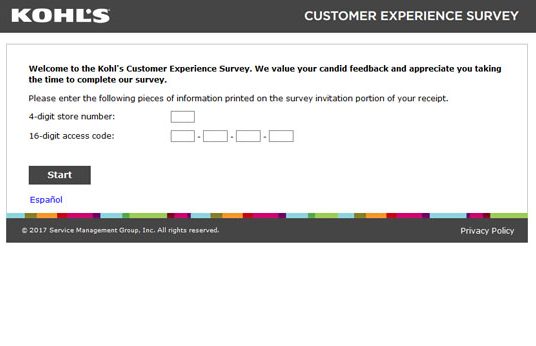 KOHL'S CUSTOMER EXPERIENCE SURVEY
Welcome to the Kohl's Customer Experience Survey. We value your candid feedback and appreciate you taking
the time to complete our survey.
Please enter the following pieces of information printed on the survey invitation portion of your receipt.
4-digit store number:
16-digit access code: - - -
Start
Español
© 2017 Service Management Group, Inc. All rights reserved. Privacy Policy